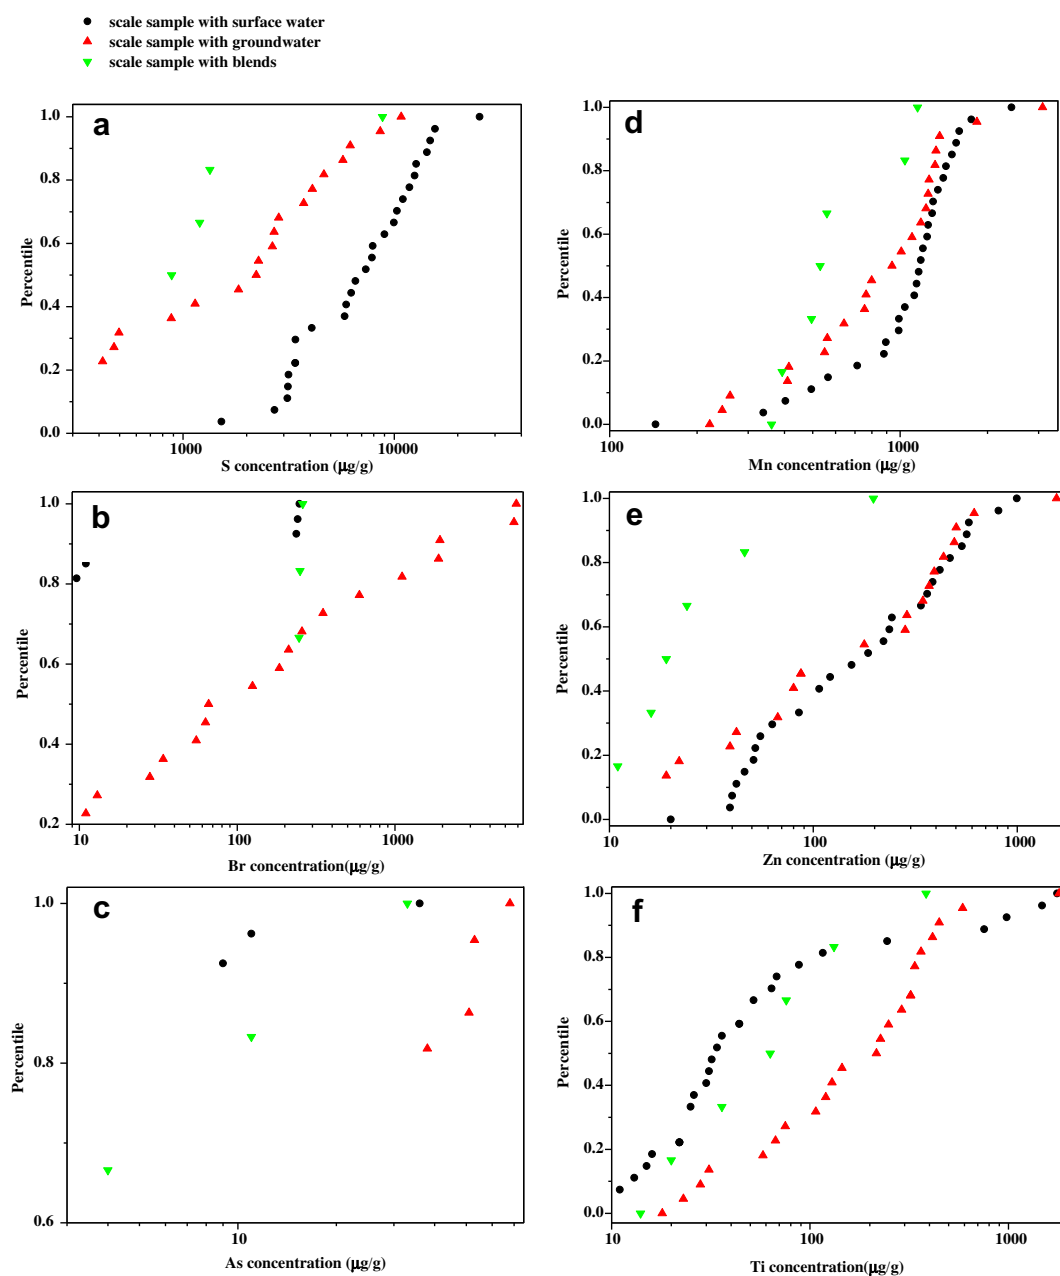 scale sample with surface water
scale sample with groundwater
scale sample with blends
a
1.0
0.8
0.6
0.4
0.2
0.0
Percentile
1000
10000
S concentration (µg/g)
d
1.0
0.8
0.6
0.4
0.2
0.0
Percentile
100
1000
Mn concentration (µg/g)
b
1.0
0.8
0.6
0.4
0.2
Percentile
10
100
1000
Br concentration(µg/g)
e
1.0
0.8
0.6
0.4
0.2
0.0
Percentile
10
100
1000
Zn concentration (µg/g)
c
1.0
0.8
0.6
Percentile
10
As concentration (µg/g)
f
1.0
0.8
0.6
0.4
0.2
0.0
Percentile
10
100
1000
Ti concentration(µg/g)